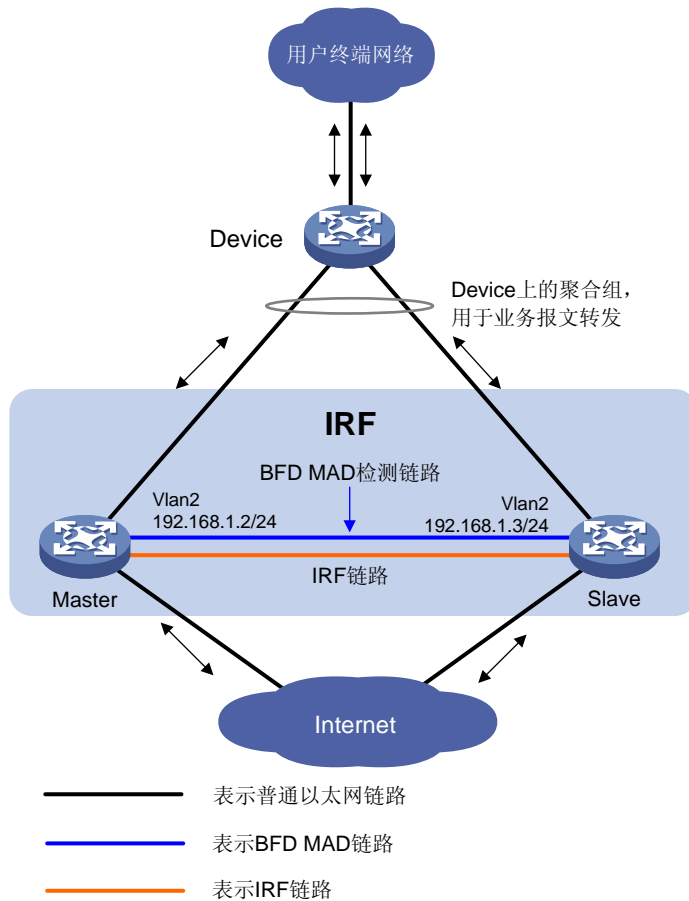 用户终端网络
Device
Device上的聚合组，
用于业务报文转发
IRF
BFD MAD检测链路
Vlan2
192.168.1.2/24
Vlan2
192.168.1.3/24
IRF链路
Master
Slave
Internet
表示普通以太网链路
表示BFD MAD链路
表示IRF链路